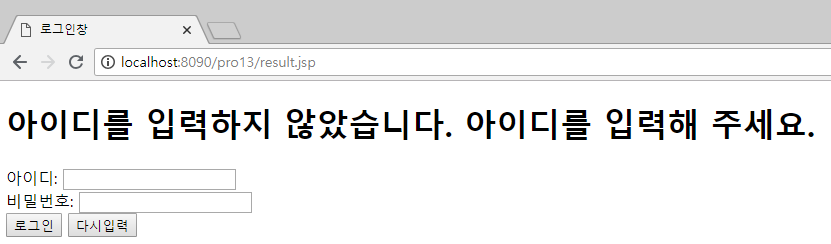 로그인창
localhost:8090/pro13/result.jsp
아이디를 입력하지 않았습니다. 아이디를 입력해 주세요.
아이디:
비밀번호:
로그인 다시입력